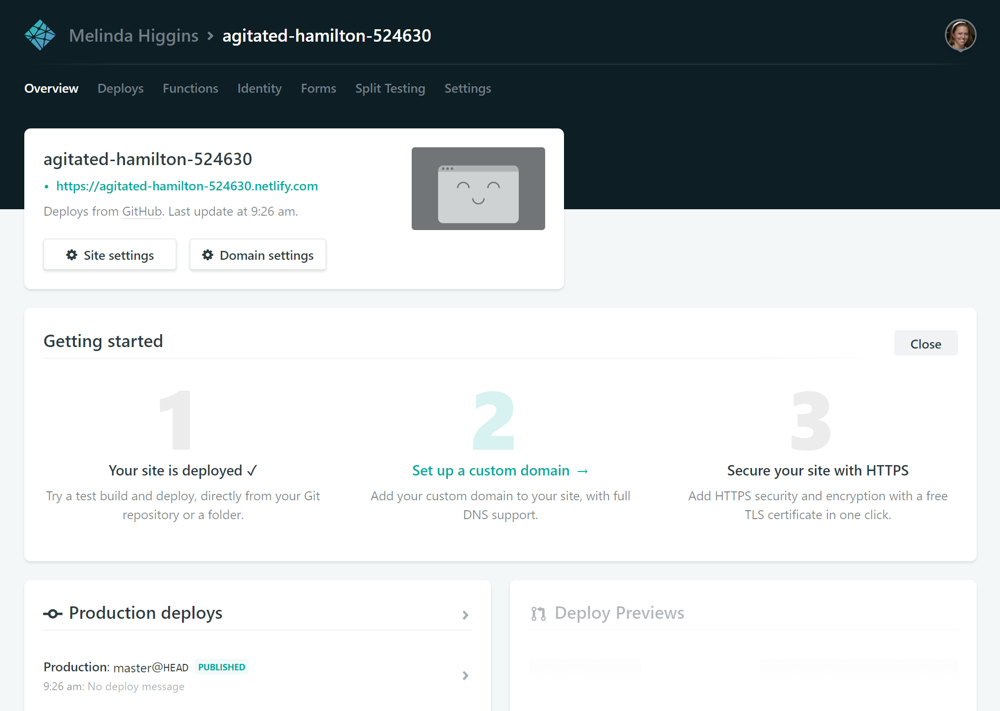 Melinda Higgins > agitated-hamilton-524630
Overview Deploys Functions Identity Forms Split Testing Settings
agitated-hamilton-524630
• https://agitated-hamilton-524630.netlify.com
Deploys from GitHub. Last update at 9:26 am.
Site settings Domain settings
Getting started
Close
1
Your site is deployed ✓
Try a test build and deploy, directly from your Git
repository or a folder.
2
Set up a custom domain →
Add your custom domain to your site, with full
DNS support.
3
Secure your site with HTTPS
Add HTTPS security and encryption with a free
TLS certificate in one click.
Production deploys
Production: master@HEAD PUBLISHED
9:26 am: No deploy message
Deploy Previews